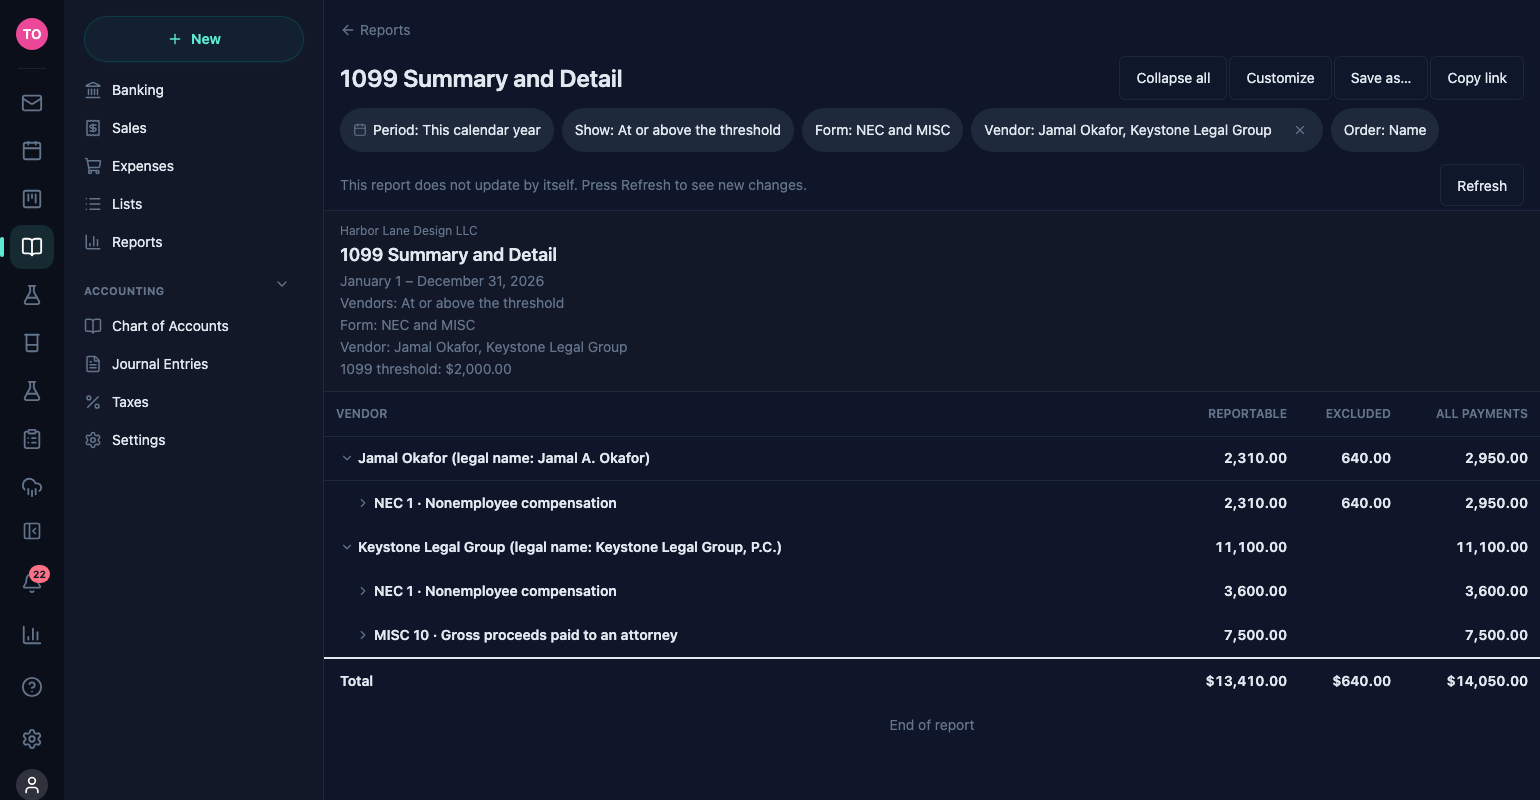 TO
22
New
Banking
Sales
Expenses
Lists
Reports
ACCOUNTING
Chart of Accounts
Journal Entries
Taxes
Settings
Reports
1099 Summary and Detail
Collapse all
Customize
Save as...
Copy link
Period: This calendar year
Show: At or above the threshold
Form: NEC and MISC
Vendor: Jamal Okafor, Keystone Legal Group
Order: Name
This report does not update by itself. Press Refresh to see new changes.
Refresh
Harbor Lane Design LLC
1099 Summary and Detail
January 1 – December 31, 2026
Vendors: At or above the threshold
Form: NEC and MISC
Vendor: Jamal Okafor, Keystone Legal Group
1099 threshold: $2,000.00
VENDOR REPORTABLE EXCLUDED ALL PAYMENTS
Jamal Okafor (legal name: Jamal A. Okafor) 2,310.00 640.00 2,950.00
NEC 1 · Nonemployee compensation 2,310.00 640.00 2,950.00
Keystone Legal Group (legal name: Keystone Legal Group, P.C.) 11,100.00 11,100.00
NEC 1 · Nonemployee compensation 3,600.00 3,600.00
MISC 10 · Gross proceeds paid to an attorney 7,500.00 7,500.00
Total $13,410.00 $640.00 $14,050.00
End of report